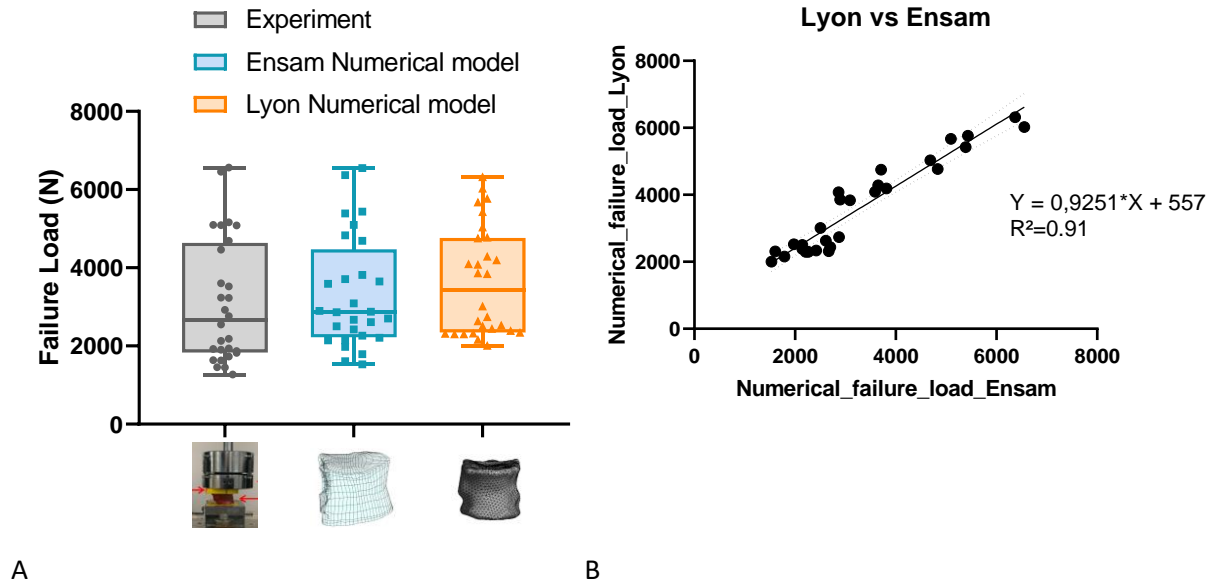 Experiment
Ensam Numerical model
Lyon Numerical model
Failure Load (N)
8000
6000
4000
2000
0
A
Lyon vs Ensam
Numerical_failure_load_Lyon
8000
6000
4000
2000
0
Y = 0,9251*X + 557
R²=0.91
0 2000 4000 6000 8000
Numerical_failure_load_Ensam
B